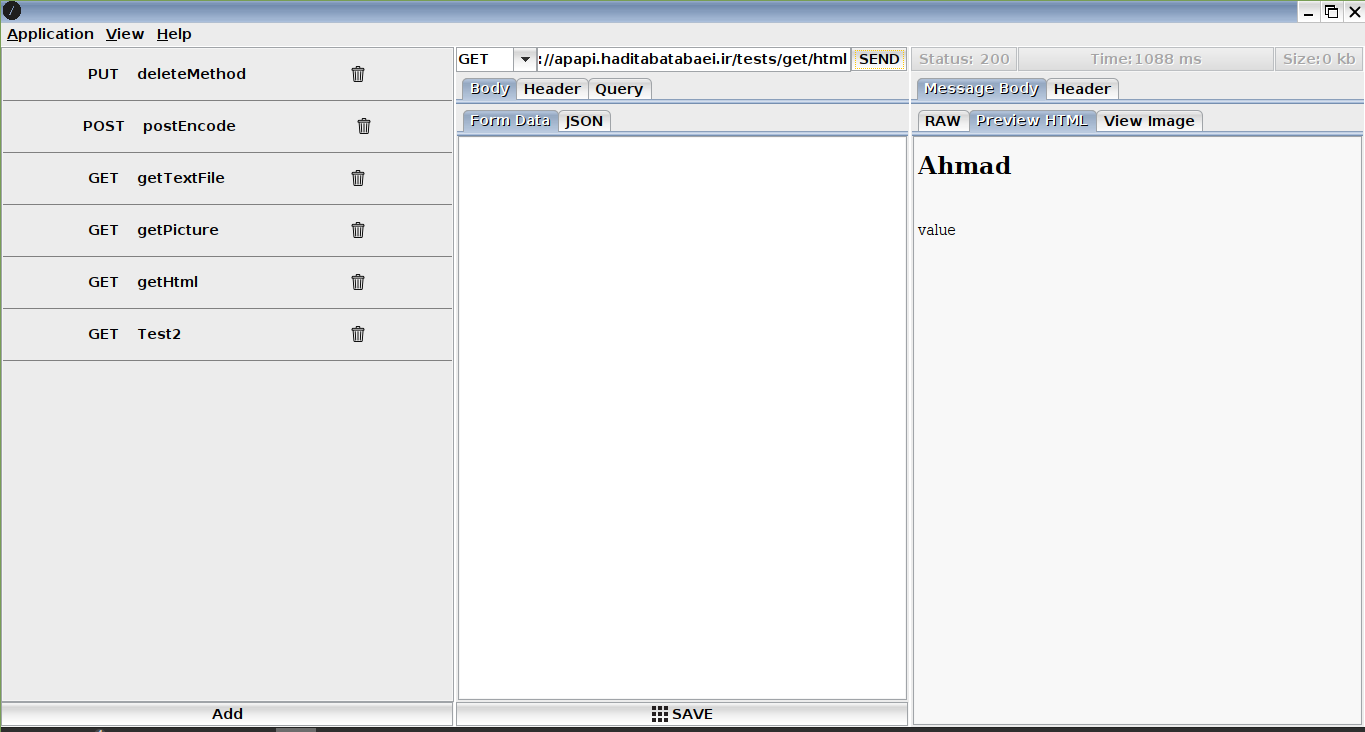 Application View Help
PUT deleteMethod
POST postEncode
GET getTextFile
GET getPicture
GET getHtml
GET Test2
Add
GET ://apapi.haditabatabaei.ir/tests/get/html SEND
Body Header Query
Form Data JSON
SAVE
Status: 200 Time:1088 ms Size:0 kb
Message Body Header
RAW Preview HTML View Image
Ahmad
value